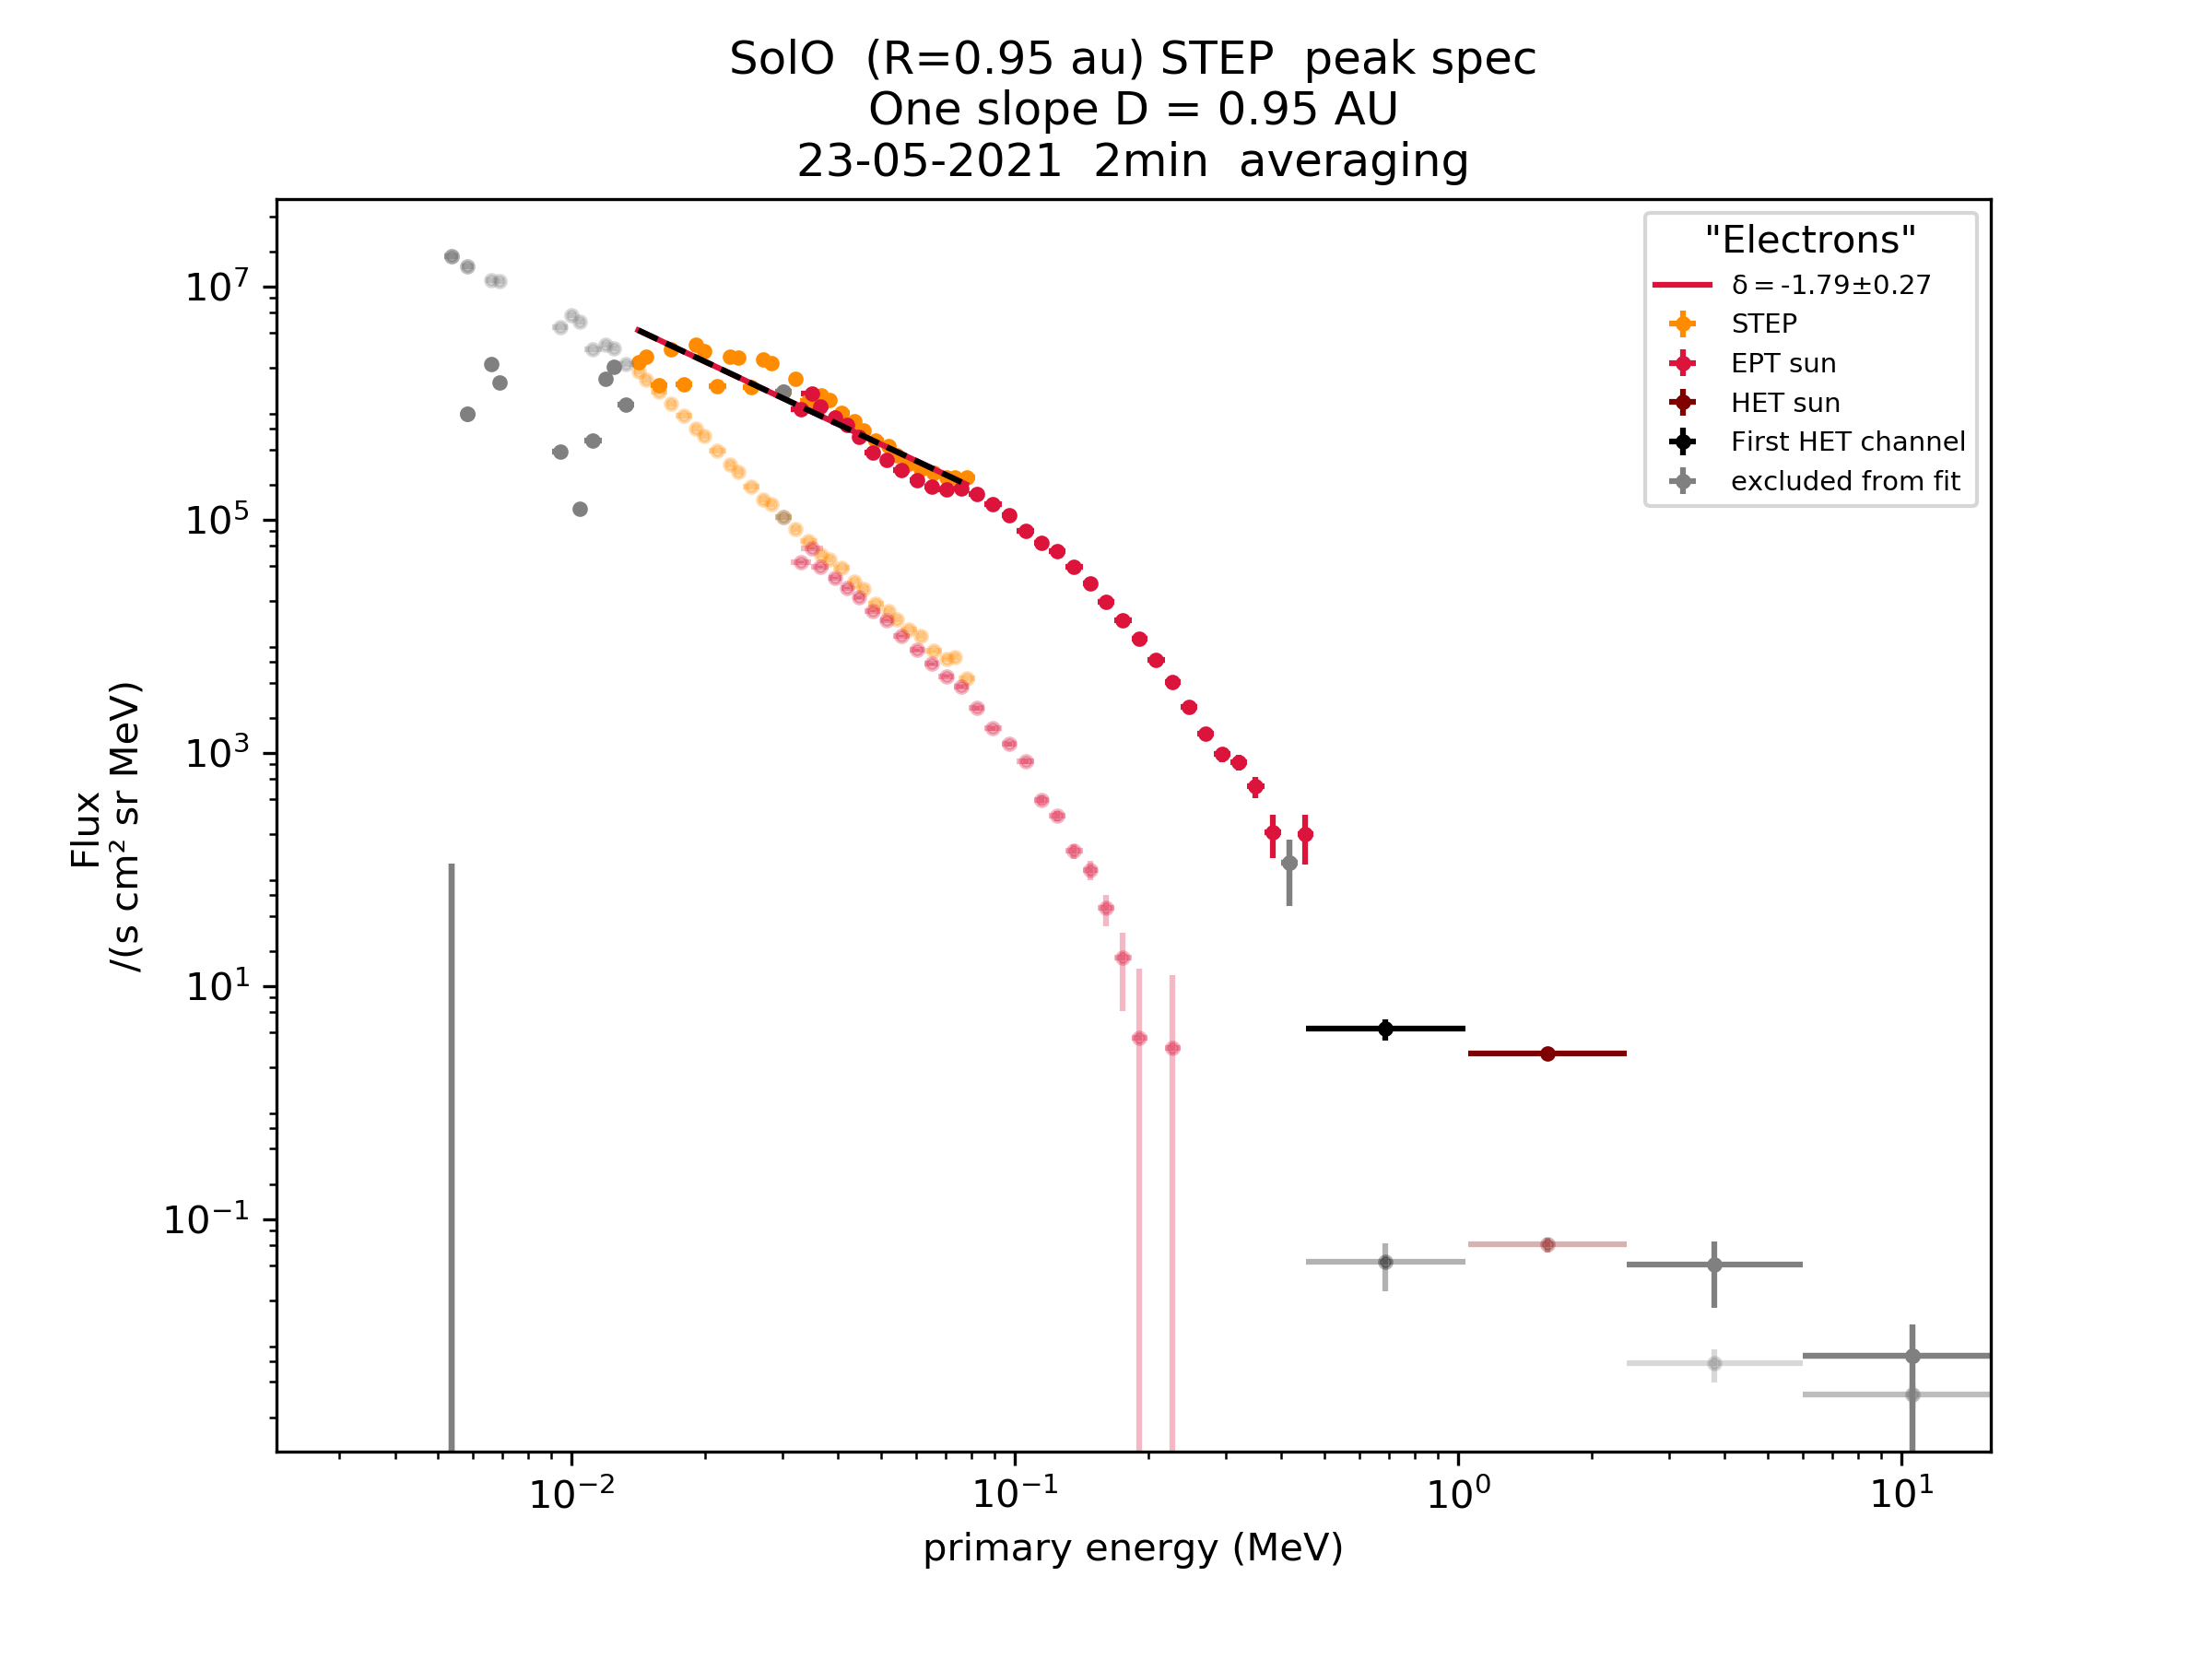 SolO (R=0.95 au) STEP peak spec
One slope D = 0.95 AU
23-05-2021 2min averaging
"Electrons"
δ = -1.79±0.27
STEP
EPT sun
HET sun
First HET channel
excluded from fit
10⁷
10⁵
10³
10¹
10⁻¹
Flux
/(s cm² sr MeV)
10⁻²
10⁻¹
10⁰
10¹
primary energy (MeV)